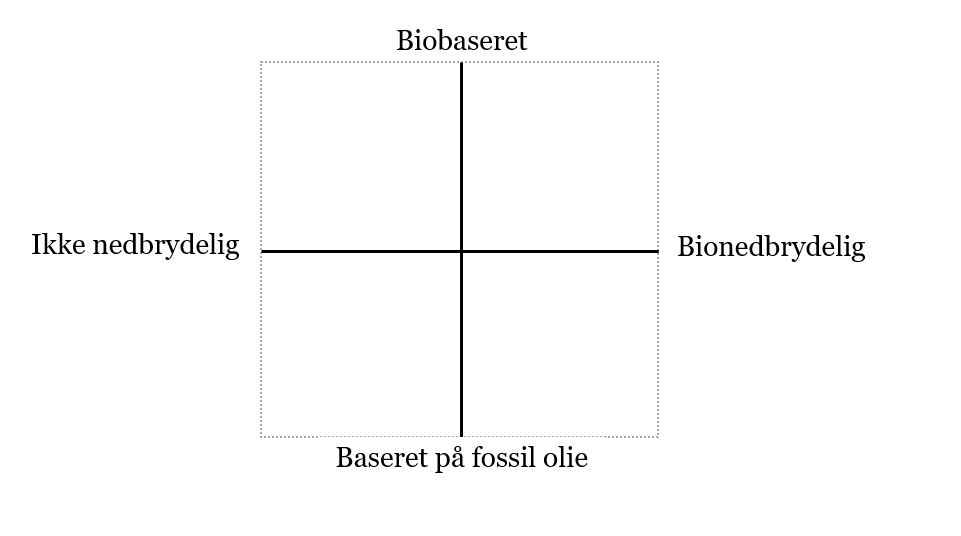 Biobaseret
Ikke nedbrydelig
Bionedbrydelig
Baseret på fossil olie